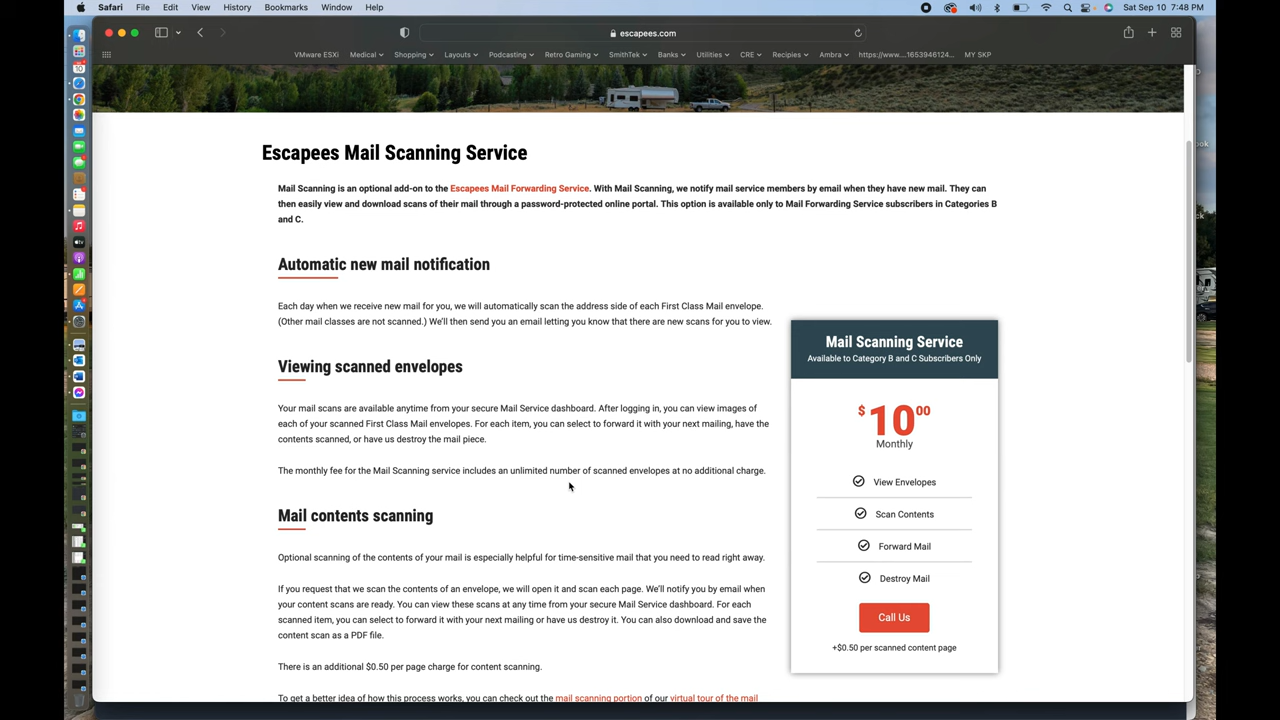 Safari File Edit View History Bookmarks Window Help
Sat Sep 10 7:48 PM
escapees.com
VMware ESXi Medical Shopping Layouts Podcasting Retro Gaming SmithTek Banks Utilities CRE Recipies Ambra https://www....1653946124... MY SKP
Escapees Mail Scanning Service
Mail Scanning is an optional add-on to the Escapees Mail Forwarding Service. With Mail Scanning, we notify mail service members by email when they have new mail. They can
then easily view and download scans of their mail through a password-protected online portal. This option is available only to Mail Forwarding Service subscribers in Categories B
and C.
Automatic new mail notification
Each day when we receive new mail for you, we will automatically scan the address side of each First Class Mail envelope.
(Other mail classes are not scanned.) We'll then send you an email letting you know that there are new scans for you to view.
Viewing scanned envelopes
Your mail scans are available anytime from your secure Mail Service dashboard. After logging in, you can view images of
each of your scanned First Class Mail envelopes. For each item, you can select to forward it with your next mailing, have the
contents scanned, or have us destroy the mail piece.
The monthly fee for the Mail Scanning service includes an unlimited number of scanned envelopes at no additional charge.
Mail contents scanning
Optional scanning of the contents of your mail is especially helpful for time-sensitive mail that you need to read right away.
If you request that we scan the contents of an envelope, we will open it and scan each page. We'll notify you by email when
your content scans are ready. You can view these scans at any time from your secure Mail Service dashboard. For each
scanned item, you can select to forward it with your next mailing or have us destroy it. You can also download and save the
content scan as a PDF file.
There is an additional $0.50 per page charge for content scanning.
To get a better idea of how this process works, you can check out the mail scanning portion of our virtual tour of the mail
Mail Scanning Service
Available to Category B and C Subscribers Only
$10.00
Monthly
View Envelopes
Scan Contents
Forward Mail
Destroy Mail
Call Us
+$0.50 per scanned content page